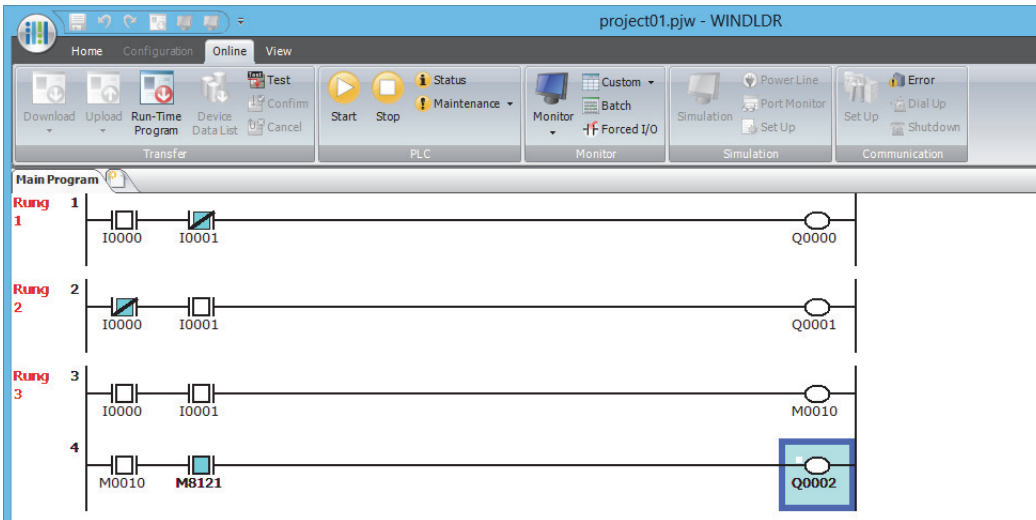 project01.pjw - WINDLDR
Home Configuration Online View
Download Upload Run-Time Program Device Data List Test Confirm Cancel
Transfer
Start Stop Status Maintenance
PLC
Monitor Custom Batch Forced I/O
Monitor
Simulation Power Line Port Monitor Set Up
Simulation
Set Up Error Dial Up Shutdown
Communication
Main Program
Rung 1
1
I0000 I0001 Q0000
Rung 2
2
I0000 I0001 Q0001
Rung 3
3
I0000 I0001 M0010
4
M0010 M8121 Q0002